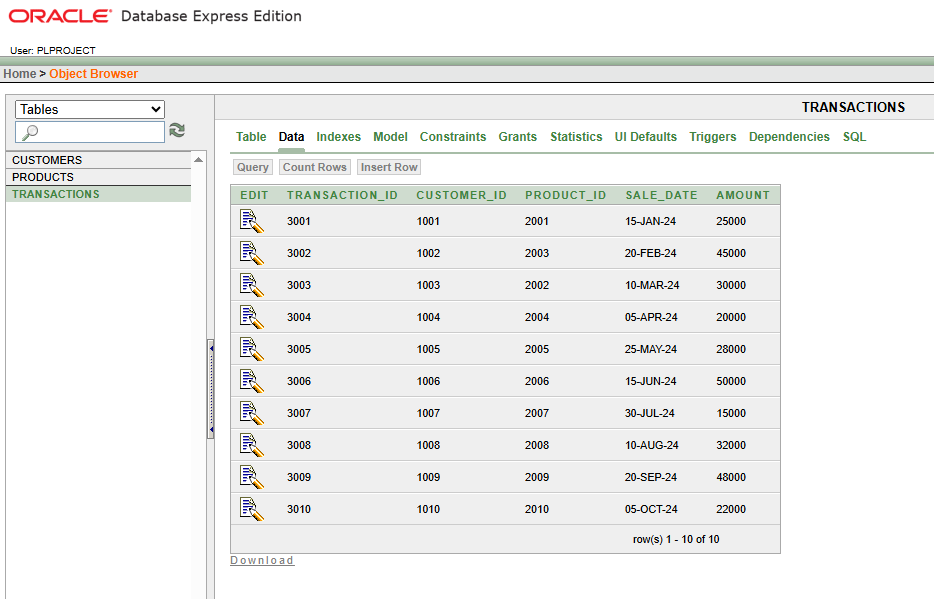 ORACLE® Database Express Edition
User: PLPROJECT
Home > Object Browser
Tables
CUSTOMERS
PRODUCTS
TRANSACTIONS
TRANSACTIONS
Table Data Indexes Model Constraints Grants Statistics UI Defaults Triggers Dependencies SQL
Query Count Rows Insert Row
EDIT TRANSACTION_ID CUSTOMER_ID PRODUCT_ID SALE_DATE AMOUNT
3001 1001 2001 15-JAN-24 25000
3002 1002 2003 20-FEB-24 45000
3003 1003 2002 10-MAR-24 30000
3004 1004 2004 05-APR-24 20000
3005 1005 2005 25-MAY-24 28000
3006 1006 2006 15-JUN-24 50000
3007 1007 2007 30-JUL-24 15000
3008 1008 2008 10-AUG-24 32000
3009 1009 2009 20-SEP-24 48000
3010 1010 2010 05-OCT-24 22000
row(s) 1 - 10 of 10
Download